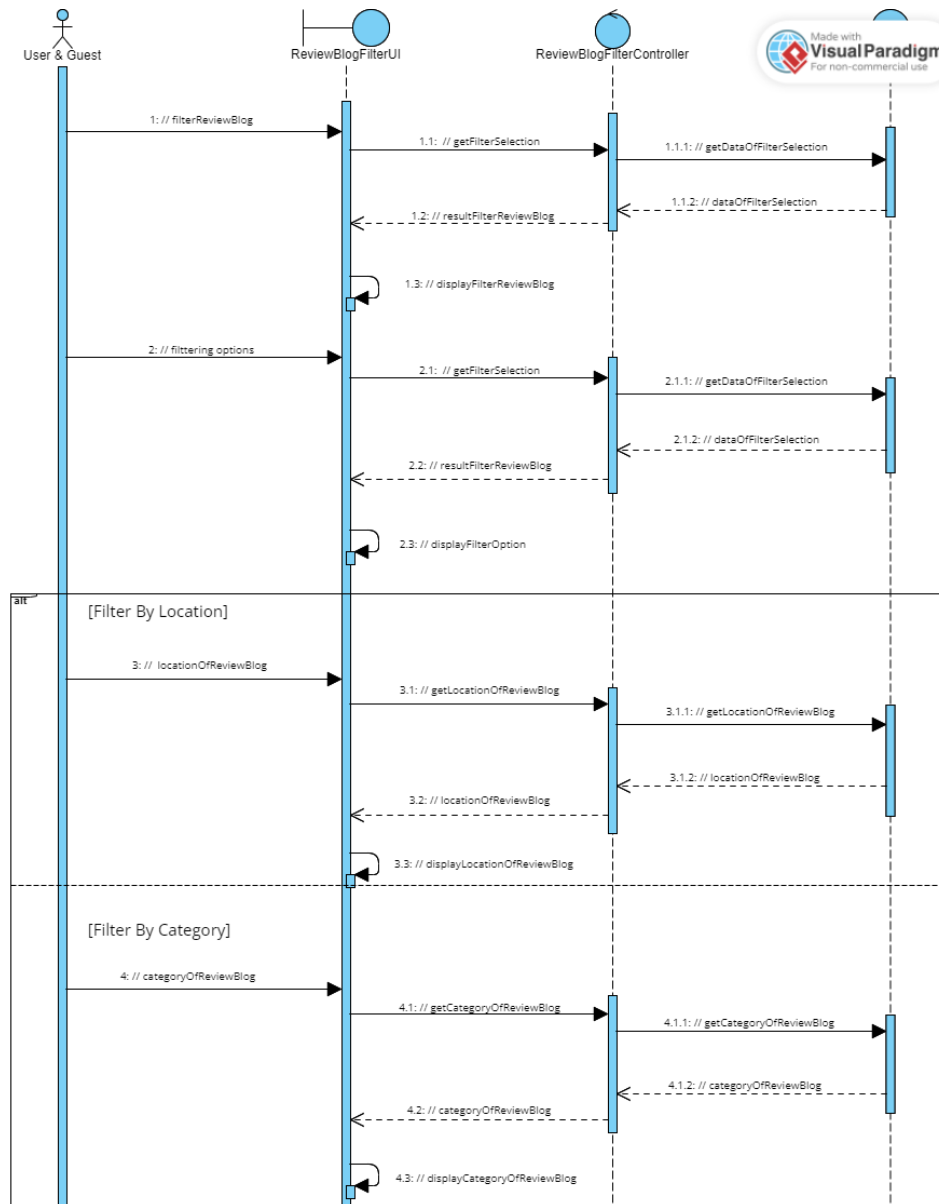 Made with
Visual Paradigm
For non-commercial use
User & Guest
ReviewBlogFilterUI
ReviewBlogFilterController
1: // filterReviewBlog
1.1: // getFilterSelection
1.1.1: // getDataOfFilterSelection
1.1.2: // dataOfFilterSelection
1.2: // resultFilterReviewBlog
1.3: // displayFilterReviewBlog
2: // filttering options
2.1: // getFilterSelection
2.1.1: // getDataOfFilterSelection
2.1.2: // dataOfFilterSelection
2.2: // resultFilterReviewBlog
2.3: // displayFilterOption
alt
[Filter By Location]
3: // locationOfReviewBlog
3.1: // getLocationOfReviewBlog
3.1.1: // getLocationOfReviewBlog
3.1.2: // locationOfReviewBlog
3.2: // locationOfReviewBlog
3.3: // displayLocationOfReviewBlog
[Filter By Category]
4: // categoryOfReviewBlog
4.1: // getCategoryOfReviewBlog
4.1.1: // getCategoryOfReviewBlog
4.1.2: // categoryOfReviewBlog
4.2: // categoryOfReviewBlog
4.3: // displayCategoryOfReviewBlog